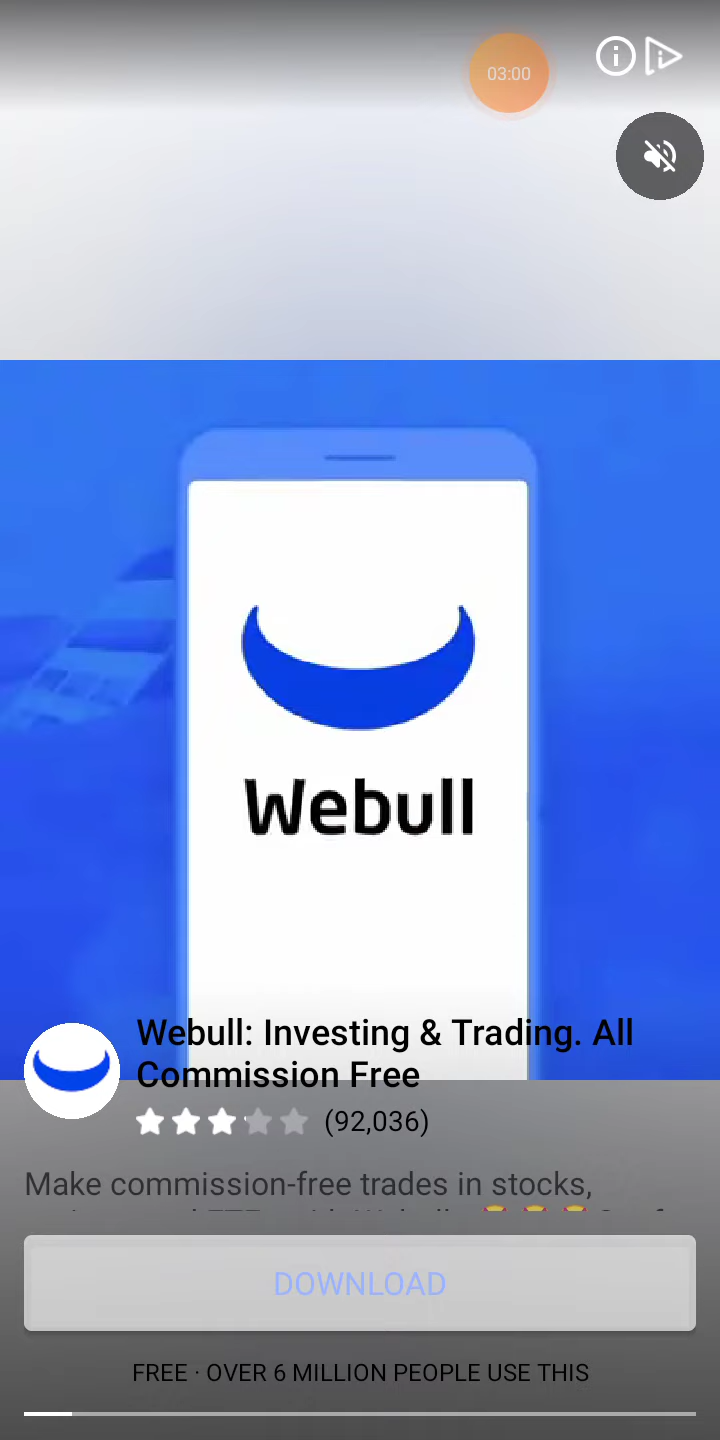 03:00
Webull
Webull: Investing & Trading. All
Commission Free
(92,036)
Make commission-free trades in stocks,
DOWNLOAD
FREE · OVER 6 MILLION PEOPLE USE THIS